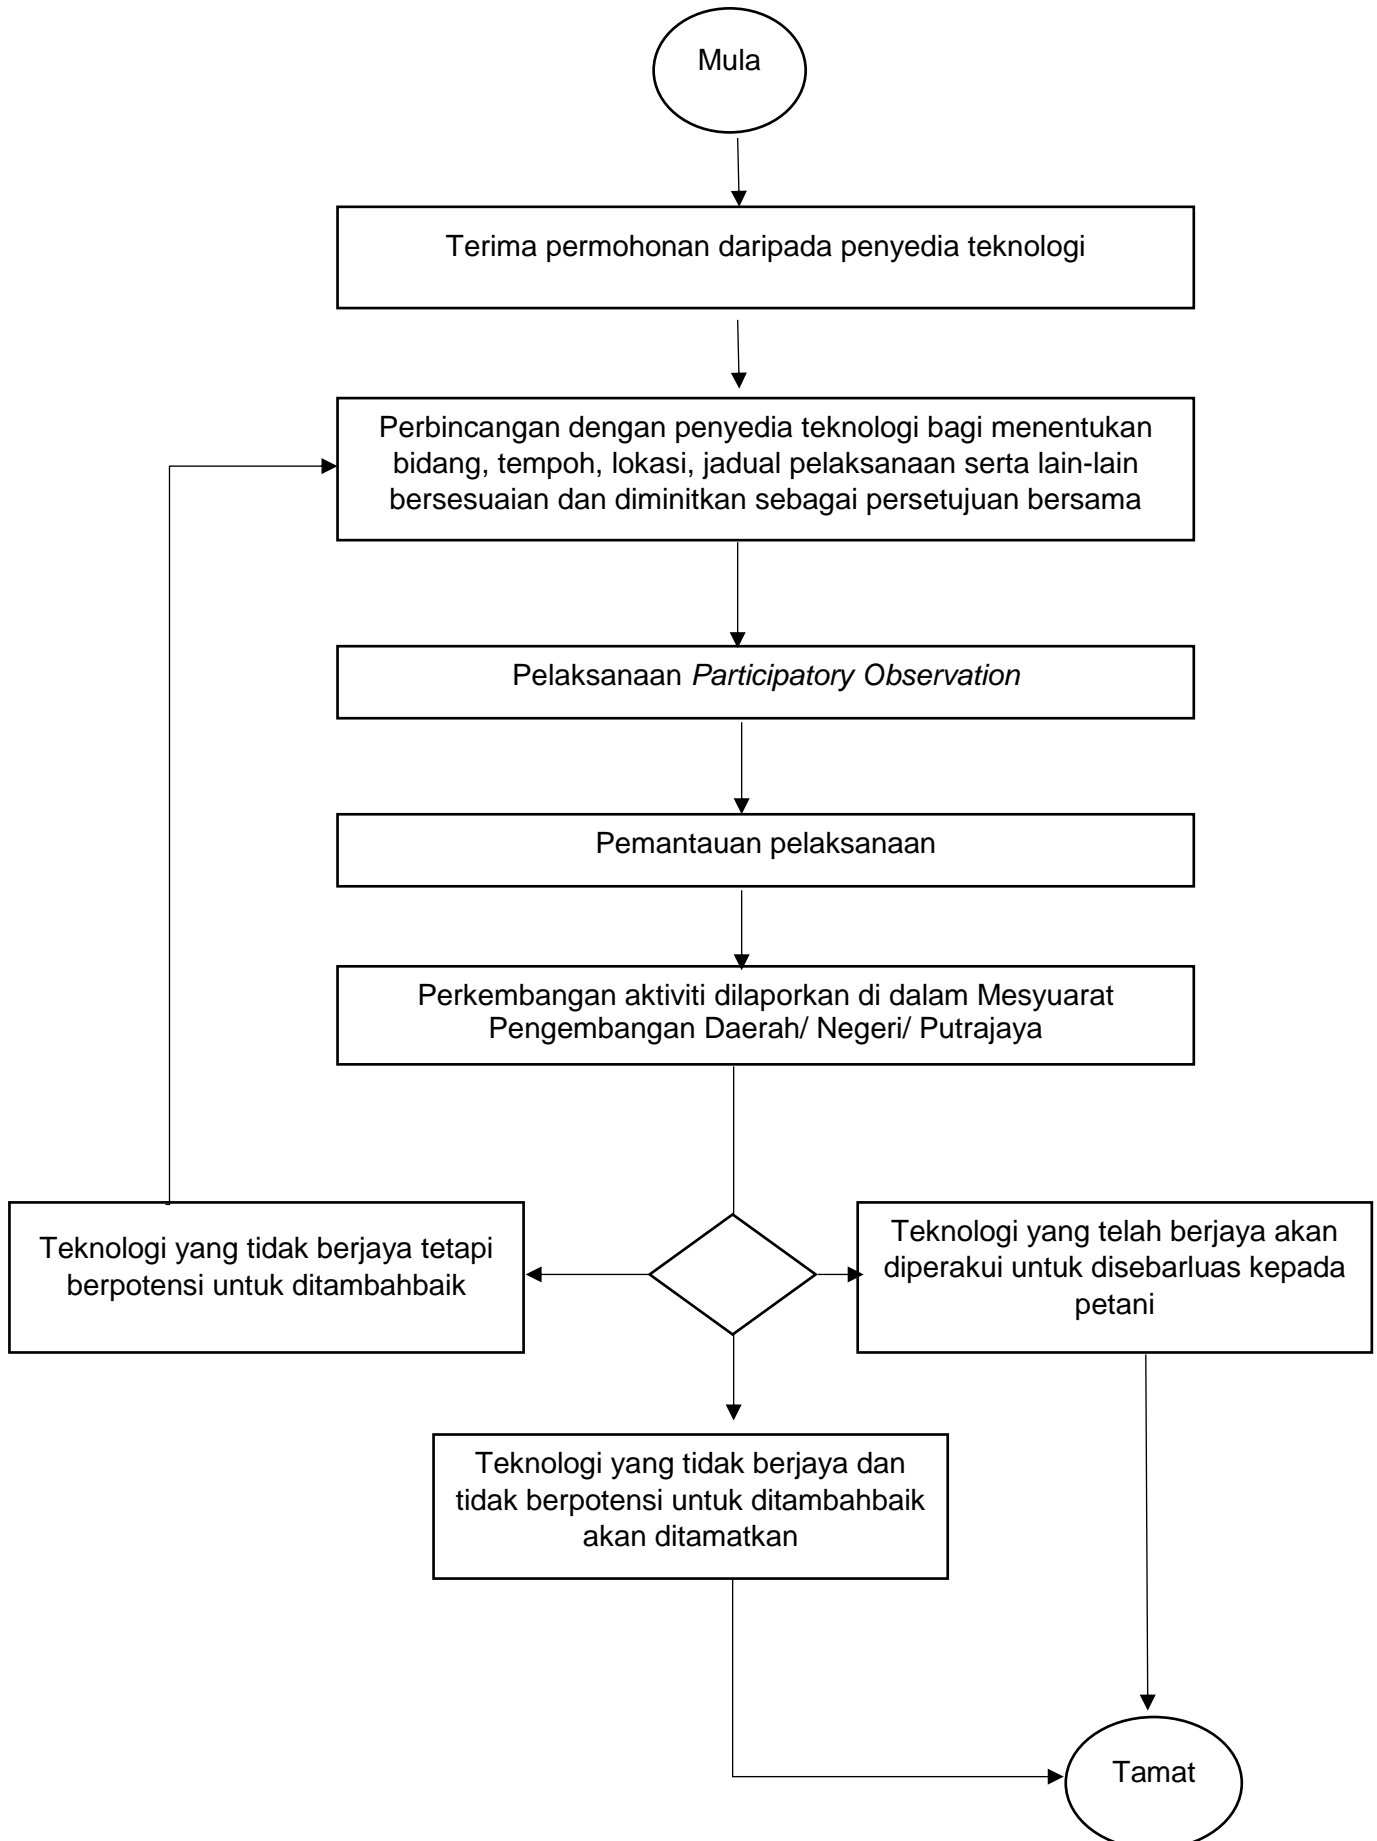 Mula
Terima permohonan daripada penyedia teknologi
Perbincangan dengan penyedia teknologi bagi menentukan
bidang, tempoh, lokasi, jadual pelaksanaan serta lain-lain
bersesuaian dan diminitkan sebagai persetujuan bersama
Pelaksanaan Participatory Observation
Pemantauan pelaksanaan
Perkembangan aktiviti dilaporkan di dalam Mesyuarat
Pengembangan Daerah/ Negeri/ Putrajaya
Teknologi yang tidak berjaya tetapi
berpotensi untuk ditambahbaik
Teknologi yang telah berjaya akan
diperakui untuk disebarluas kepada
petani
Teknologi yang tidak berjaya dan
tidak berpotensi untuk ditambahbaik
akan ditamatkan
Tamat